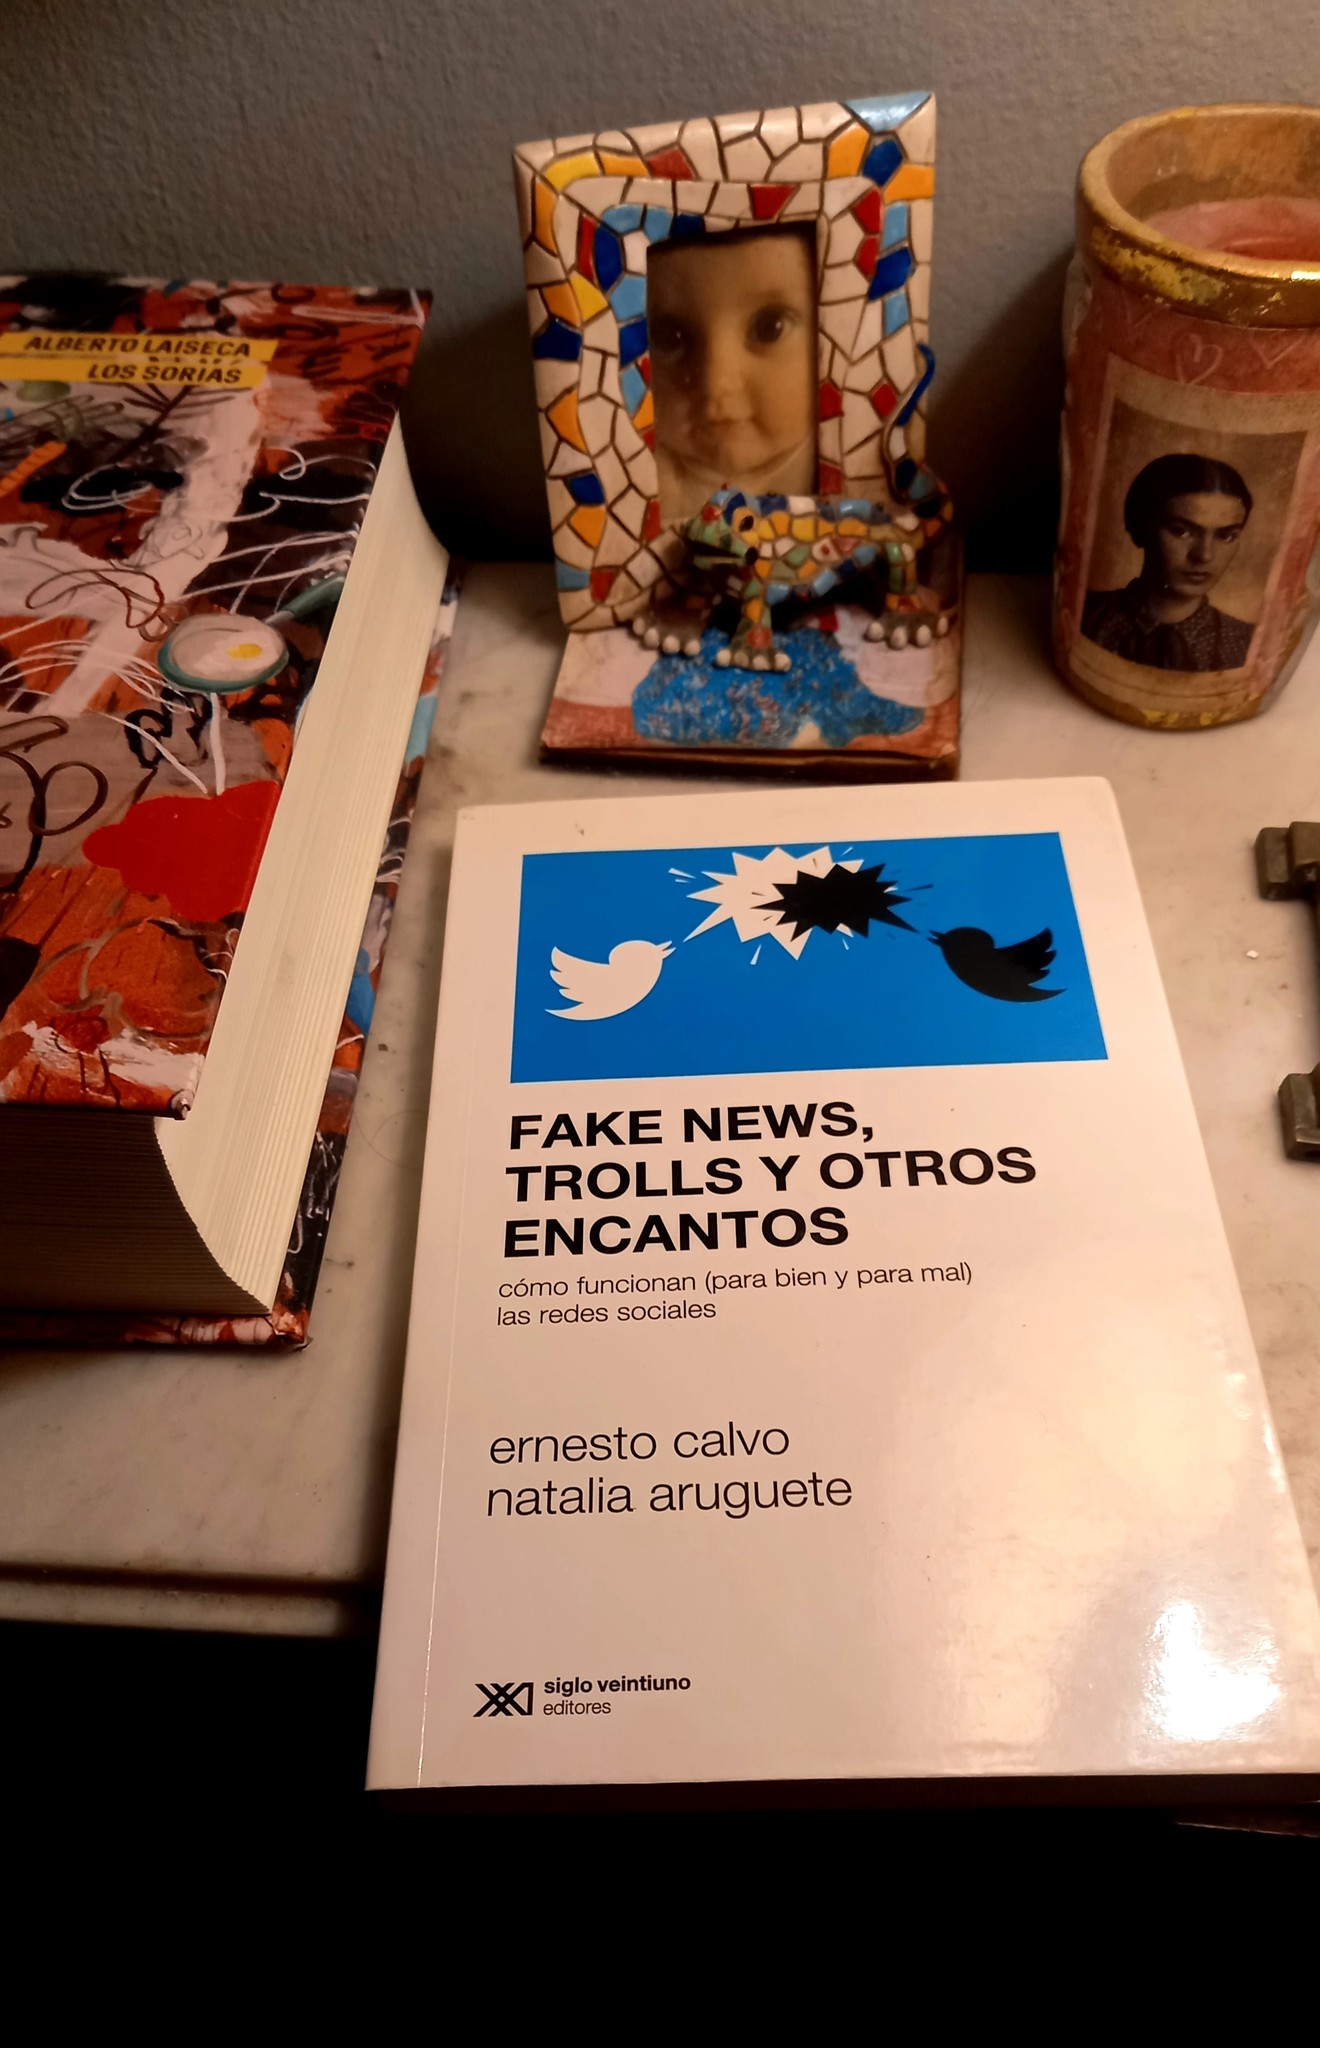 ALBERTO LAISECA
LOS SORIAS
FAKE NEWS,
TROLLS Y OTROS
ENCANTOS
cómo funcionan (para bien y para mal)
las redes sociales
ernesto calvo
natalia aruguete
siglo veintiuno
editores